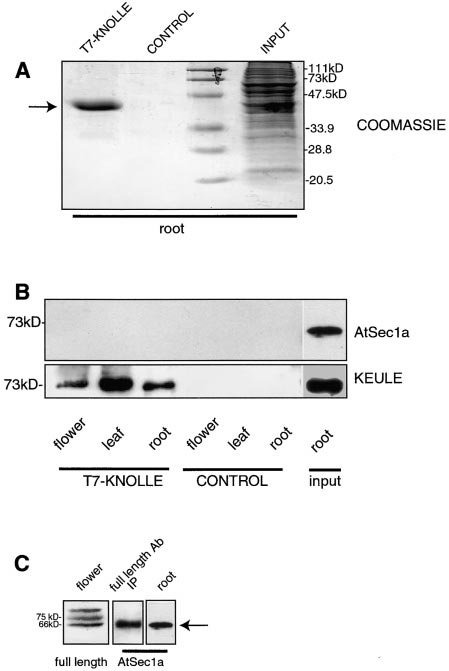 T7-KNOLLE CONTROL INPUT
A
-111kD
-73kD
-47.5kD
-33.9
-28.8
-20.5
COOMASSIE
root
B
73kD-
AtSec1a
73kD-
KEULE
flower leaf root flower leaf root root
T7-KNOLLE CONTROL input
C
flower full length Ab IP root
75 kD-
66kD-
full length AtSec1a